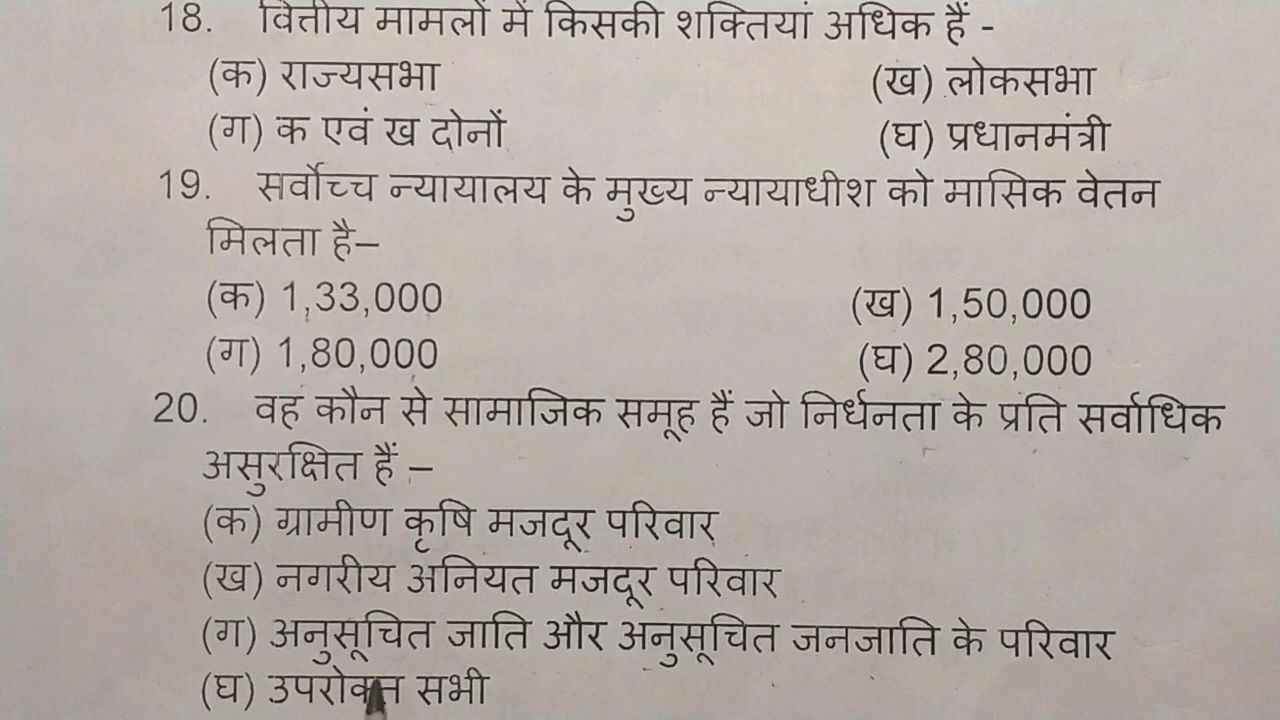 18. वित्तीय मामलों में किसकी शक्तियां अधिक हैं -
(क) राज्यसभा (ख) लोकसभा
(ग) क एवं ख दोनों (घ) प्रधानमंत्री
19. सर्वोच्च न्यायालय के मुख्य न्यायाधीश को मासिक वेतन
मिलता है–
(क) 1,33,000 (ख) 1,50,000
(ग) 1,80,000 (घ) 2,80,000
20. वह कौन से सामाजिक समूह हैं जो निर्धनता के प्रति सर्वाधिक
असुरक्षित हैं –
(क) ग्रामीण कृषि मजदूर परिवार
(ख) नगरीय अनियत मजदूर परिवार
(ग) अनुसूचित जाति और अनुसूचित जनजाति के परिवार
(घ) उपरोक्त सभी